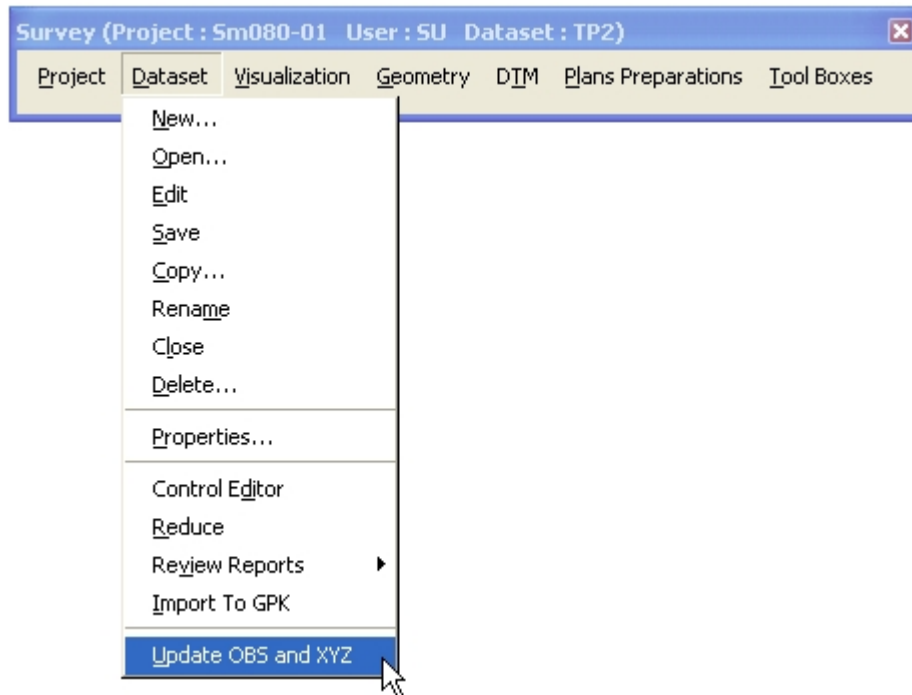 Survey (Project : Sm080-01 User : SU Dataset : TP2)
Project Dataset Visualization Geometry DTM Plans Preparations Tool Boxes
New...
Open...
Edit
Save
Copy...
Rename
Close
Delete...
Properties...
Control Editor
Reduce
Review Reports
Import To GPK
Update OBS and XYZ